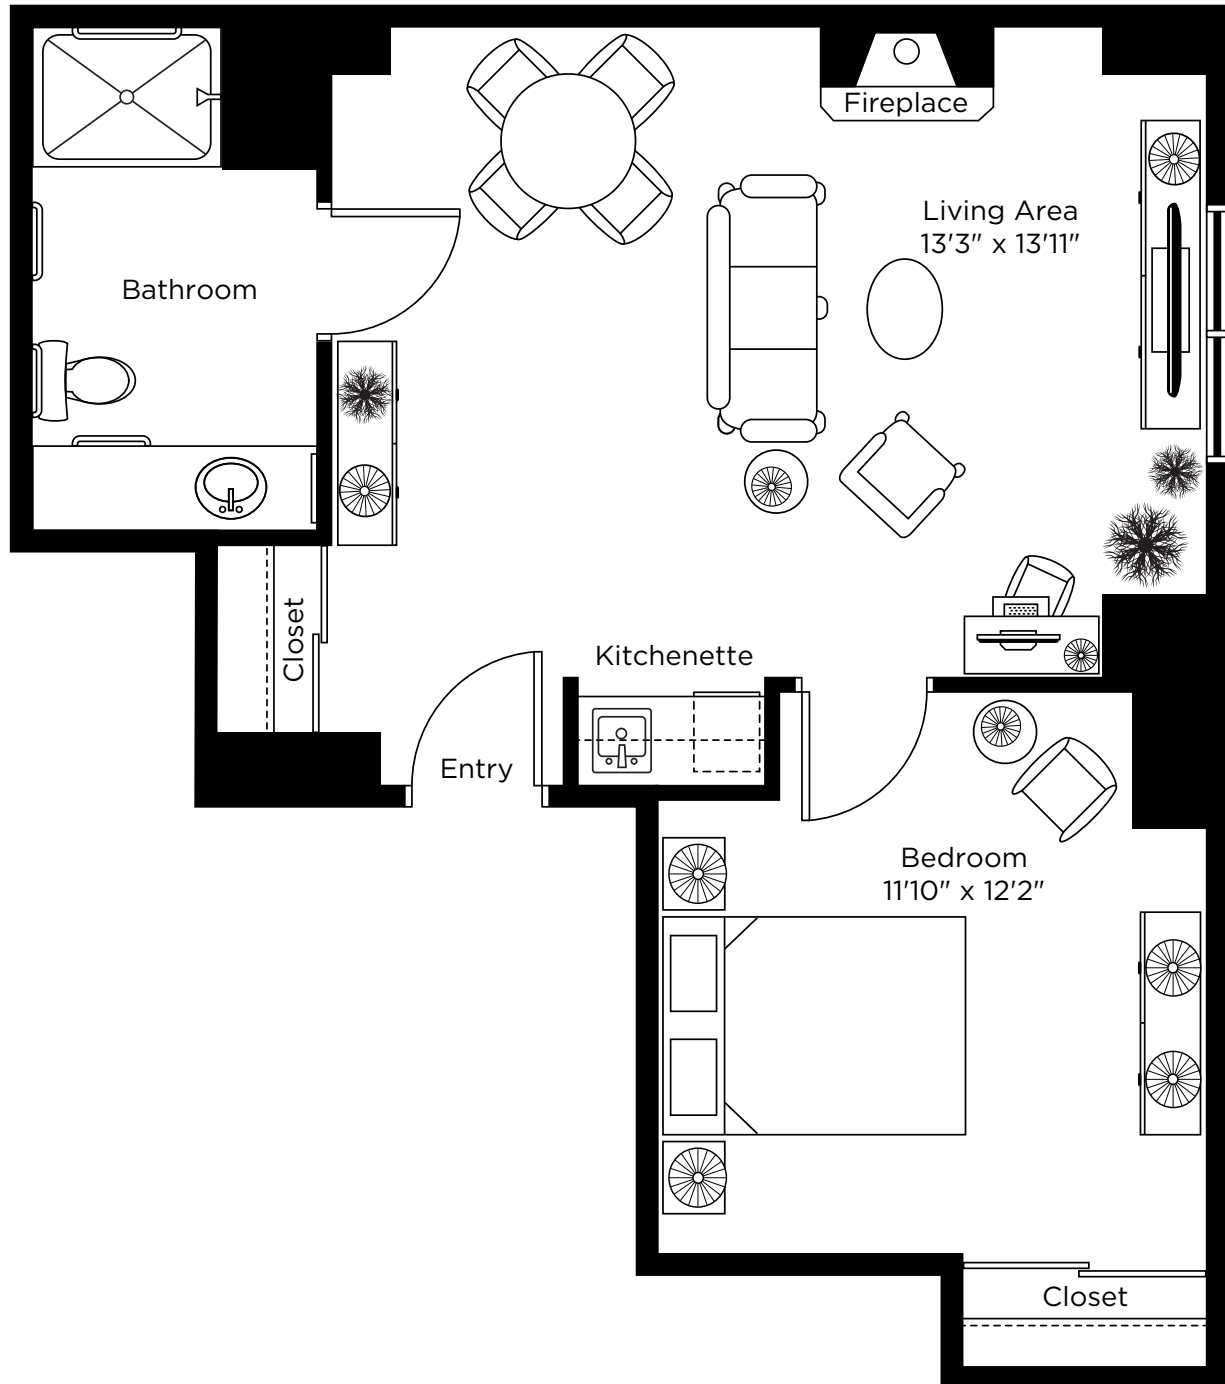 Fireplace
Living Area
13'3" x 13'11"
Bathroom
Closet
Kitchenette
Entry
Bedroom
11'10" x 12'2"
Closet